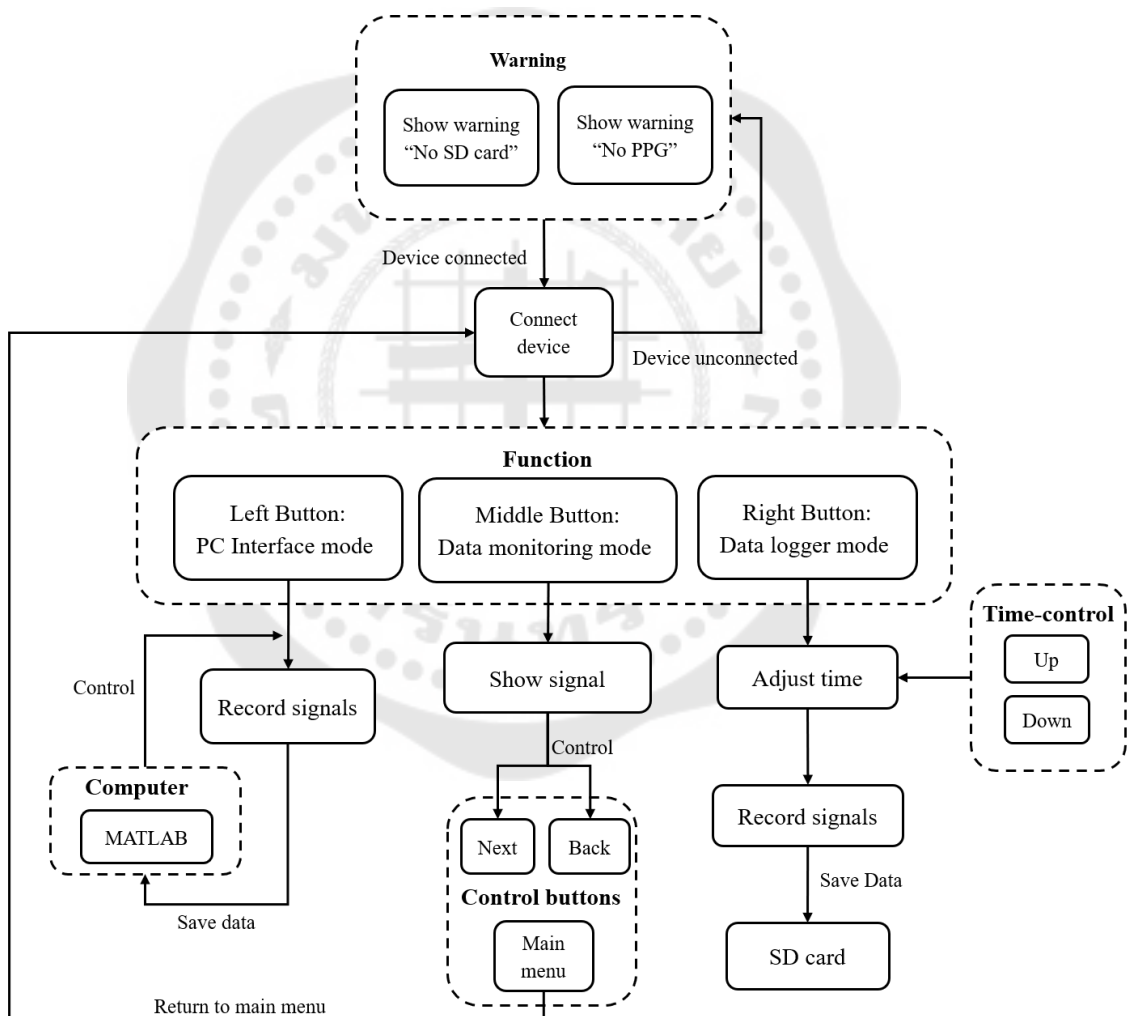 Warning
Show warning
“No SD card”
Show warning
“No PPG”
Device connected
Connect
device
Device unconnected
Function
Left Button:
PC Interface mode
Middle Button:
Data monitoring mode
Right Button:
Data logger mode
Time-control
Up
Down
Control
Record signals
Show signal
Adjust time
Computer
MATLAB
Save data
Control
Next
Back
Control buttons
Main
menu
Record signals
Save Data
SD card
Return to main menu